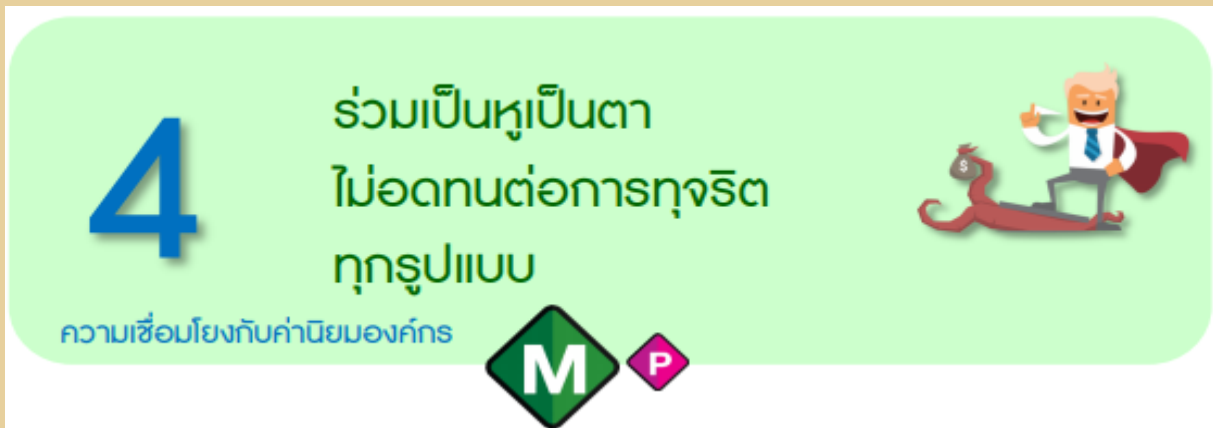 4
ร่วมเป็นหูเป็นตา
ไม่อดทนต่อการทุจริต
ทุกรูปแบบ
$
ความเชื่อมโยงกับค่านิยมองค์กร
M P